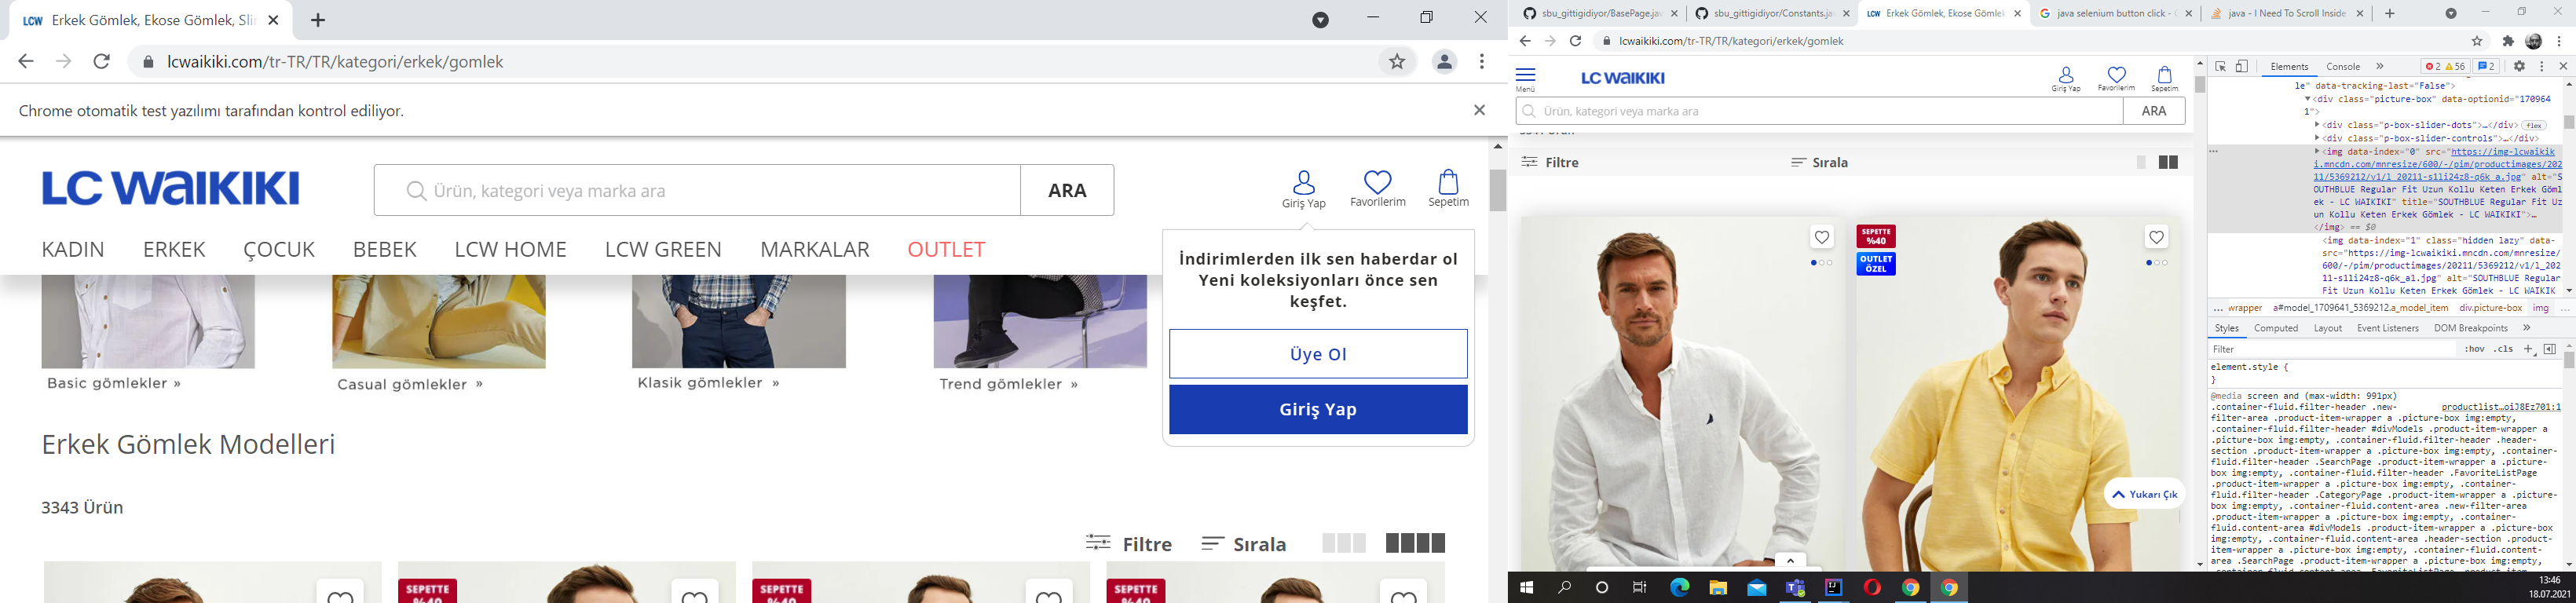 LCW Erkek Gömlek, Ekose Gömlek, Slin
lcwaikiki.com/tr-TR/TR/kategori/erkek/gomlek
Chrome otomatik test yazılımı tarafından kontrol ediliyor.
LC WAIKIKI
Ürün, kategori veya marka ara
ARA
Giriş Yap
Favorilerim
Sepetim
KADIN ERKEK ÇOCUK BEBEK LCW HOME LCW GREEN MARKALAR OUTLET
İndirimlerden ilk sen haberdar ol
Yeni koleksiyonları önce sen
keşfet.
Üye Ol
Giriş Yap
Basic gömlekler »
Casual gömlekler »
Klasik gömlekler »
Trend gömlekler »
Erkek Gömlek Modelleri
3343 Ürün
Filtre
Sırala
SEPETTE
%40
SEPETTE
%40
SEPETTE
%40
sbu_gittigidiyor/BasePage.jav
sbu_gittigidiyor/Constants.jav
LCW Erkek Gömlek, Ekose Gömlek
java selenium button click - G
java - I Need To Scroll Inside
lcwaikiki.com/tr-TR/TR/kategori/erkek/gomlek
Menü
LC WAIKIKI
Giriş Yap
Favorilerim
Sepetim
Ürün, kategori veya marka ara
ARA
Filtre
Sırala
SEPETTE
%40
OUTLET
ÖZEL
Yukarı Çık
Elements Console » 2 56 2
le" data-tracking-last="False">
<div class="picture-box" data-optionid="170964
1">
<div class="p-box-slider-dots">…</div> flex
<div class="p-box-slider-controls">…</div>
<img data-index="0" src="https://img-lcwaikik
i.mncdn.com/mnresize/600/-/pim/productimages/202
11/5369212/v1/l_20211-s1li24z8-q6k_a.jpg" alt="S
OUTHBLUE Regular Fit Uzun Kollu Keten Erkek Göml
ek - LC WAIKIKI" title="SOUTHBLUE Regular Fit Uz
un Kollu Keten Erkek Gömlek - LC WAIKIKI">…
</img> == $0
<img data-index="1" class="hidden lazy" data-
src="https://img-lcwaikiki.mncdn.com/mnresize/
600/-/pim/productimages/20211/5369212/v1/l_202
11-s1li24z8-q6k_a1.jpg" alt="SOUTHBLUE Regular
Fit Uzun Kollu Keten Erkek Gömlek - LC WAIKIK
… wrapper a#model_1709641_5369212.a_model_item div.picture-box img …
Styles Computed Layout Event Listeners DOM Breakpoints »
Filter :hov .cls +
element.style {
}
@media screen and (max-width: 991px)
.container-fluid.filter-header .new- productlist…oiJ8Ez701:1
filter-area .product-item-wrapper a .picture-box img:empty,
.container-fluid.filter-header #divModels .product-item-wrapper a
.picture-box img:empty, .container-fluid.filter-header .header-
section .product-item-wrapper a .picture-box img:empty, .container-
fluid.filter-header .SearchPage .product-item-wrapper a .picture-
box img:empty, .container-fluid.filter-header .FavoriteListPage
.product-item-wrapper a .picture-box img:empty, .container-
fluid.filter-header .CategoryPage .product-item-wrapper a .picture-
box img:empty, .container-fluid.content-area .new-filter-area
.product-item-wrapper a .picture-box img:empty, .container-
fluid.content-area #divModels .product-item-wrapper a .picture-box
img:empty, .container-fluid.content-area .header-section .product-
item-wrapper a .picture-box img:empty, .container-fluid.content-
area .SearchPage .product-item-wrapper a .picture-box img:empty,
13:46
18.07.2021